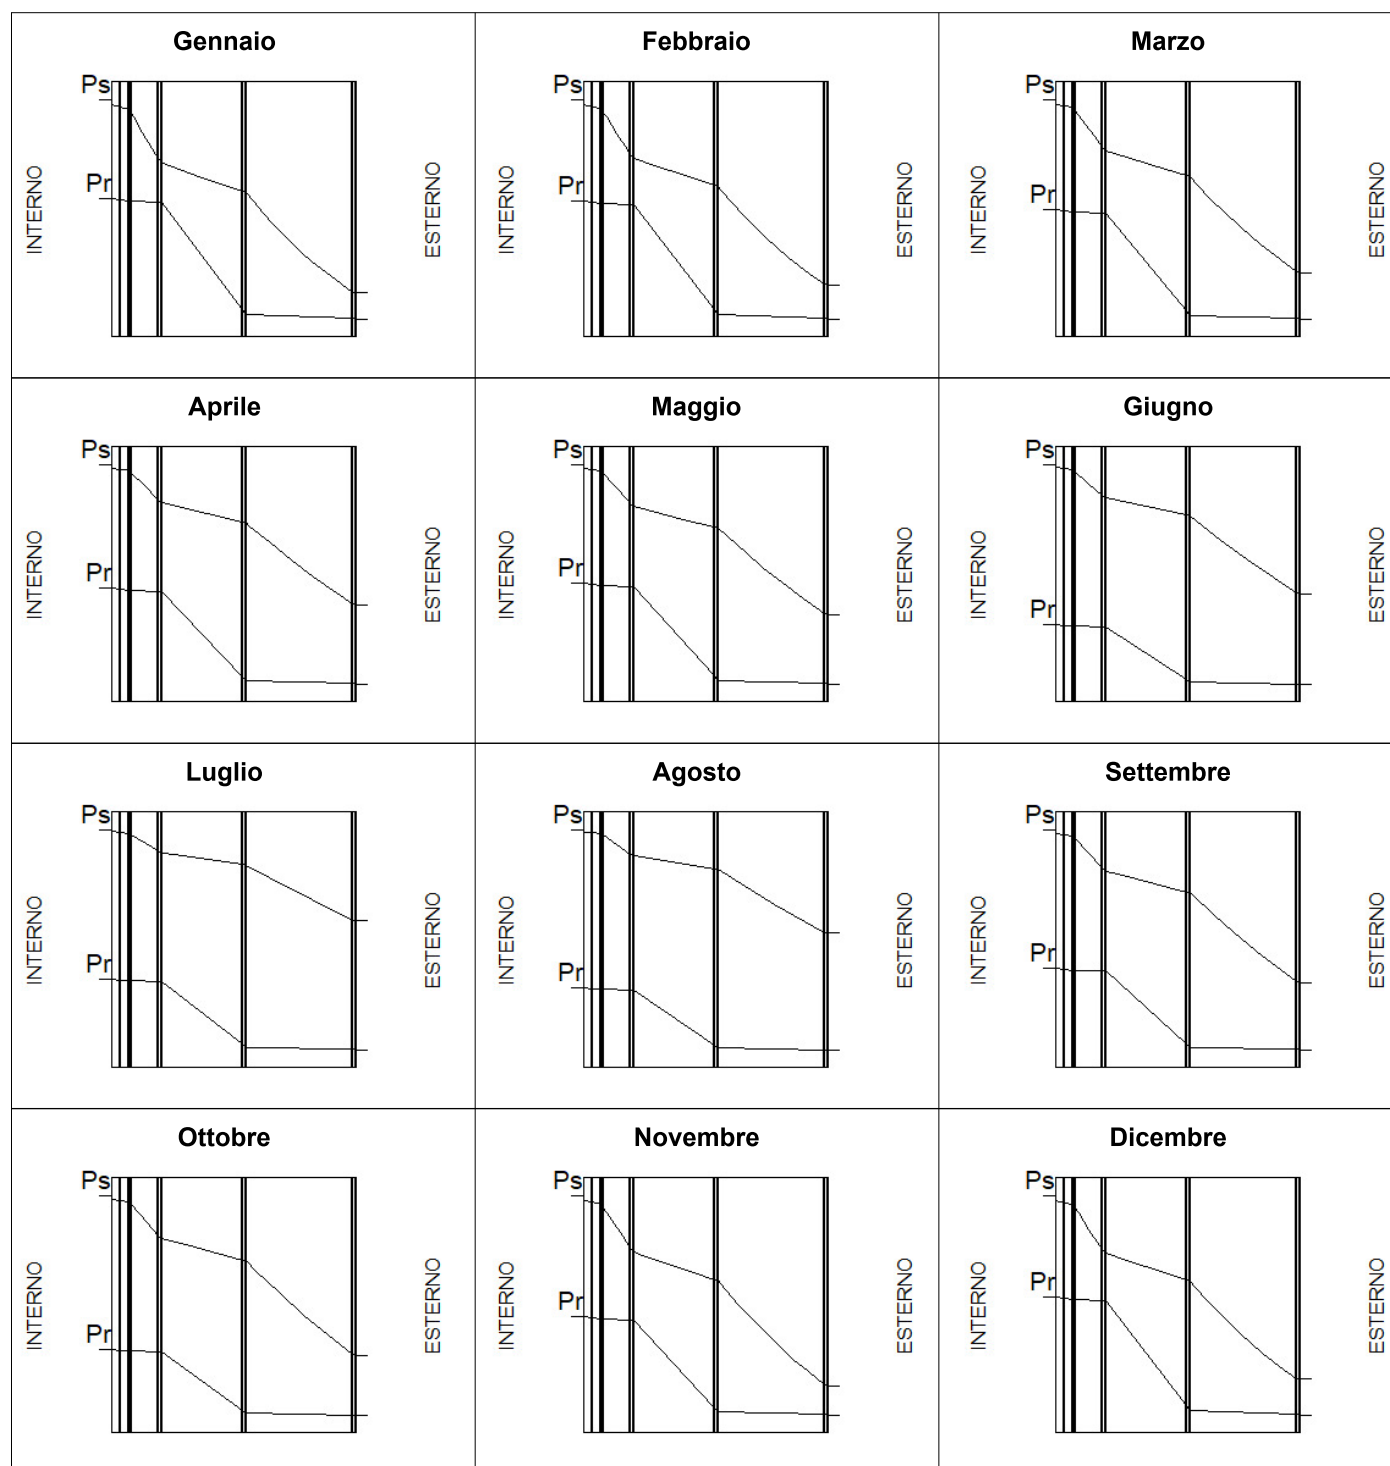 Gennaio
Febbraio
Marzo
Ps
Pr
INTERNO
ESTERNO
Ps
Pr
INTERNO
ESTERNO
Ps
Pr
INTERNO
ESTERNO
Aprile
Maggio
Giugno
Ps
Pr
INTERNO
ESTERNO
Ps
Pr
INTERNO
ESTERNO
Ps
Pr
INTERNO
ESTERNO
Luglio
Agosto
Settembre
Ps
Pr
INTERNO
ESTERNO
Ps
Pr
INTERNO
ESTERNO
Ps
Pr
INTERNO
ESTERNO
Ottobre
Novembre
Dicembre
Ps
Pr
INTERNO
ESTERNO
Ps
Pr
INTERNO
ESTERNO
Ps
Pr
INTERNO
ESTERNO